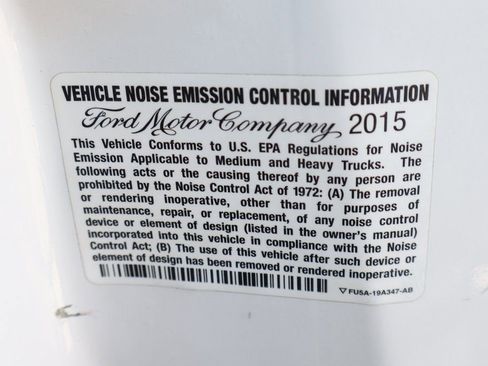 VEHICLE NOISE EMISSION CONTROL INFORMATION
Ford Motor Company 2015
This Vehicle Conforms to U.S. EPA Regulations for Noise
Emission Applicable to Medium and Heavy Trucks. The
following acts or the causing thereof by any person are
prohibited by the Noise Control Act of 1972: (A) The removal
or rendering inoperative, other than for purposes of
maintenance, repair, or replacement, of any noise control
device or element of design (listed in the owner's manual)
incorporated into this vehicle in compliance with the Noise
Control Act; (B) The use of this vehicle after such device or
element of design has been removed or rendered inoperative.
▽ FU5A-19A347-AB